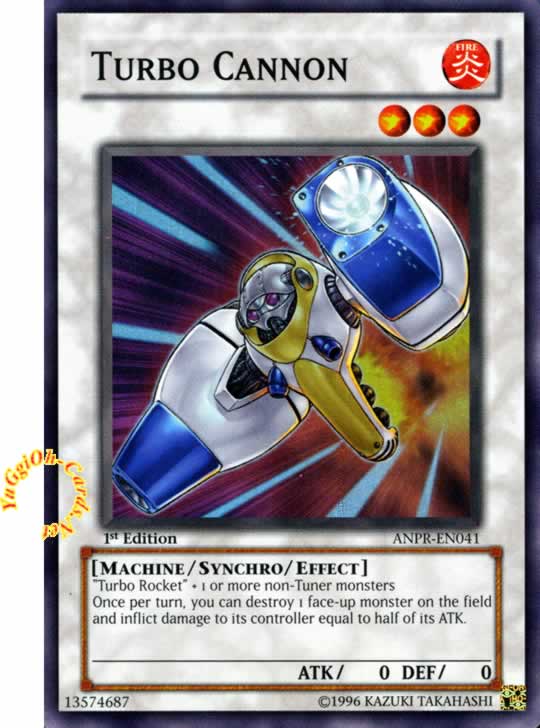 TURBO CANNON
FIRE
炎
1st Edition
ANPR-EN041
[MACHINE/SYNCHRO/EFFECT]
"Turbo Rocket" + 1 or more non-Tuner monsters
Once per turn, you can destroy 1 face-up monster on the field
and inflict damage to its controller equal to half of its ATK.
ATK/ 0 DEF/ 0
13574687
©1996 KAZUKI TAKAHASHI
YuGgiOh-Cards.Net